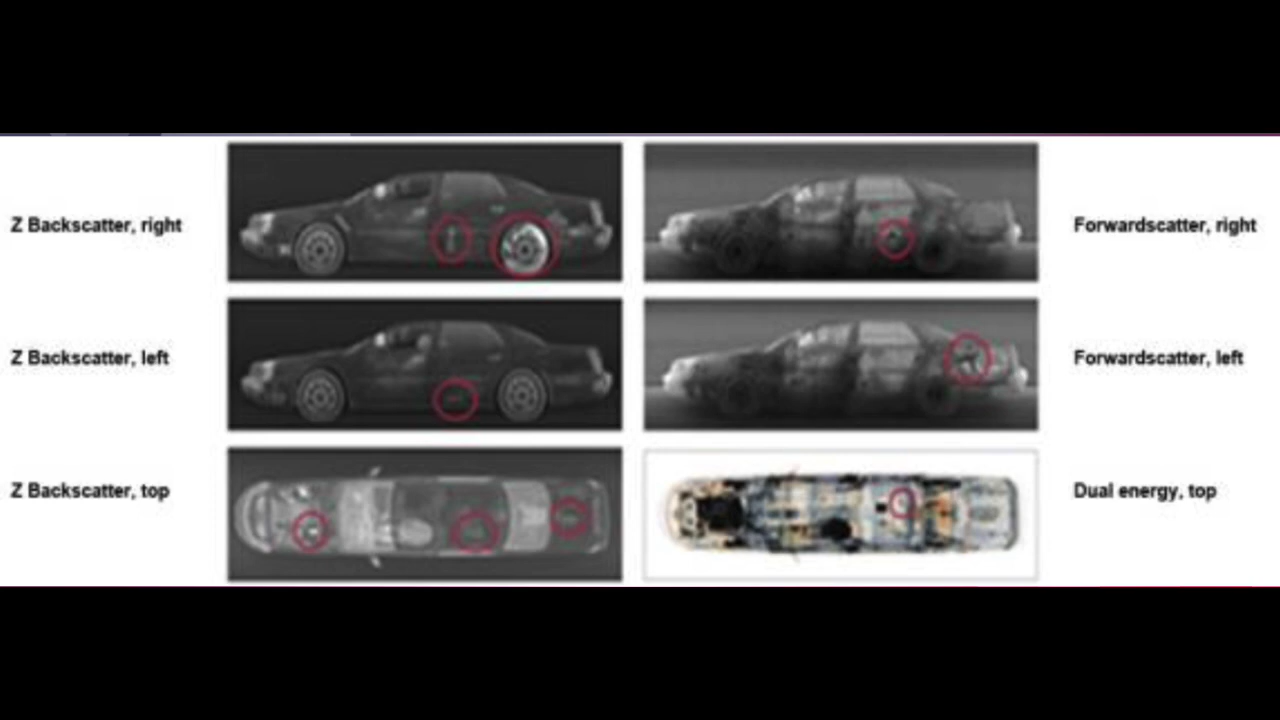 Z Backscatter, right
Forwardscatter, right
Z Backscatter, left
Forwardscatter, left
Z Backscatter, top
Dual energy, top